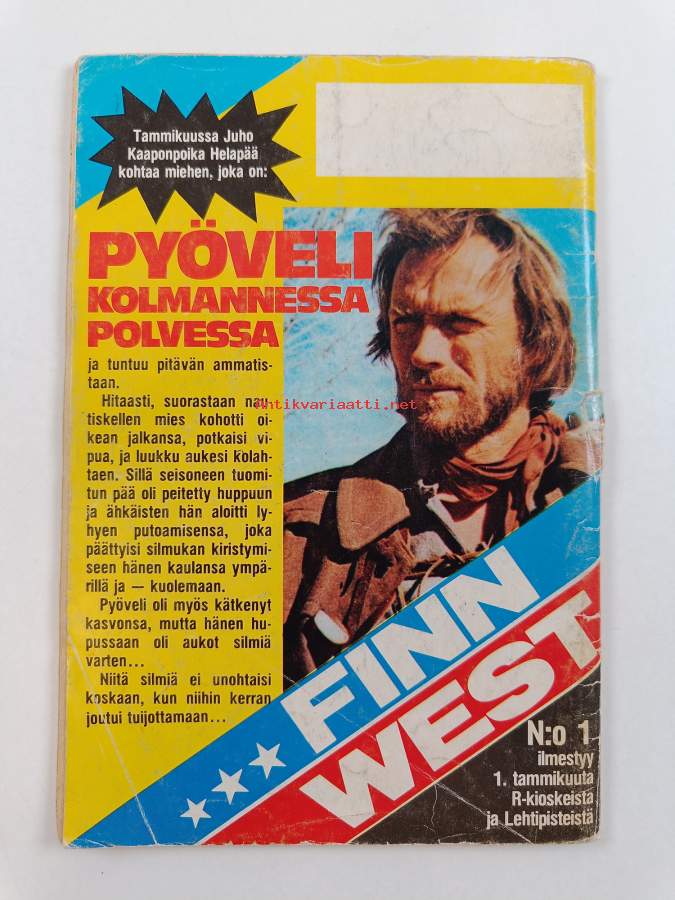 Tammikuussa Juho
Kaaponpoika Helapää
kohtaa miehen, joka on:
PYÖVELI
KOLMANNESSA
POLVESSA
ja tuntuu pitävän ammatis-
taan.
Hitaasti, suorastaan nau-
tiskellen mies kohotti oi-
kean jalkansa, potkaisi vi-
pua, ja luukku aukesi kolah-
taen. Sillä seisoneen tuomi-
tun pää oli peitetty huppuun
ja ähkäisten hän aloitti ly-
hyen putoamisensa, joka
päättyisi silmukan kiristymi-
seen hänen kaulansa ympä-
rillä ja — kuolemaan.
Pyöveli oli myös kätkenyt
kasvonsa, mutta hänen hu-
pussaan oli aukot silmiä
varten...
Niitä silmiä ei unohtaisi
koskaan, kun niihin kerran
joutui tuijottamaan...
Antikvariaatti.net
FINN
WEST
N:o 1
ilmestyy
1. tammikuuta
R-kioskeista
ja Lehtipisteistä